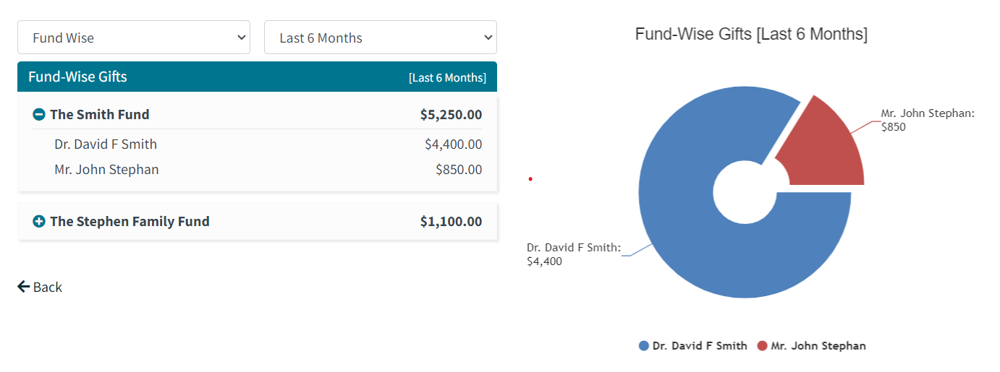 Fund Wise
Last 6 Months
Fund-Wise Gifts [Last 6 Months]
The Smith Fund $5,250.00
Dr. David F Smith $4,400.00
Mr. John Stephan $850.00
The Stephen Family Fund $1,100.00
Back
Fund-Wise Gifts [Last 6 Months]
Mr. John Stephan:
$850
Dr. David F Smith:
$4,400
Dr. David F Smith Mr. John Stephan